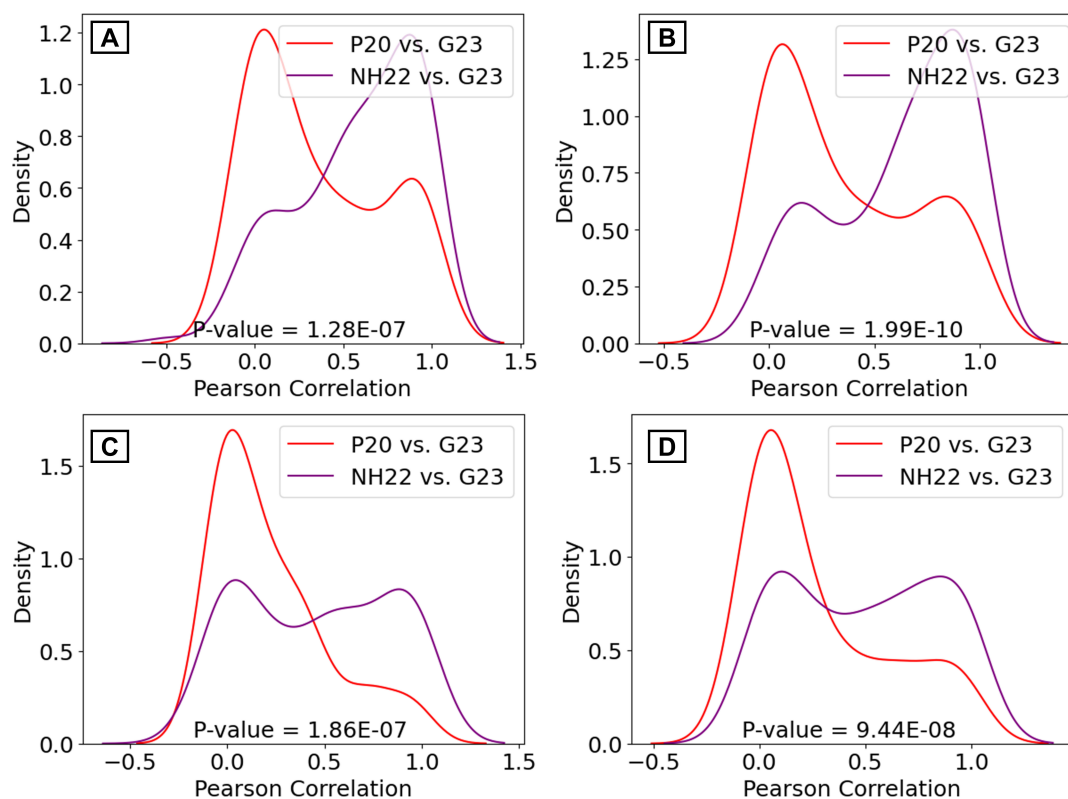 A
P20 vs. G23
NH22 vs. G23
Density
1.2
1.0
0.8
0.6
0.4
0.2
0.0
P-value = 1.28E-07
−0.5 0.0 0.5 1.0 1.5
Pearson Correlation
B
P20 vs. G23
NH22 vs. G23
Density
1.25
1.00
0.75
0.50
0.25
0.00
P-value = 1.99E-10
−0.5 0.0 0.5 1.0
Pearson Correlation
C
P20 vs. G23
NH22 vs. G23
Density
1.5
1.0
0.5
0.0
P-value = 1.86E-07
−0.5 0.0 0.5 1.0 1.5
Pearson Correlation
D
P20 vs. G23
NH22 vs. G23
Density
1.5
1.0
0.5
0.0
P-value = 9.44E-08
−0.5 0.0 0.5 1.0
Pearson Correlation